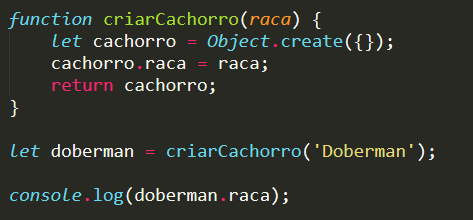 function criarCachorro(raca) {
    let cachorro = Object.create({});
    cachorro.raca = raca;
    return cachorro;
}

let doberman = criarCachorro('Doberman');

console.log(doberman.raca);